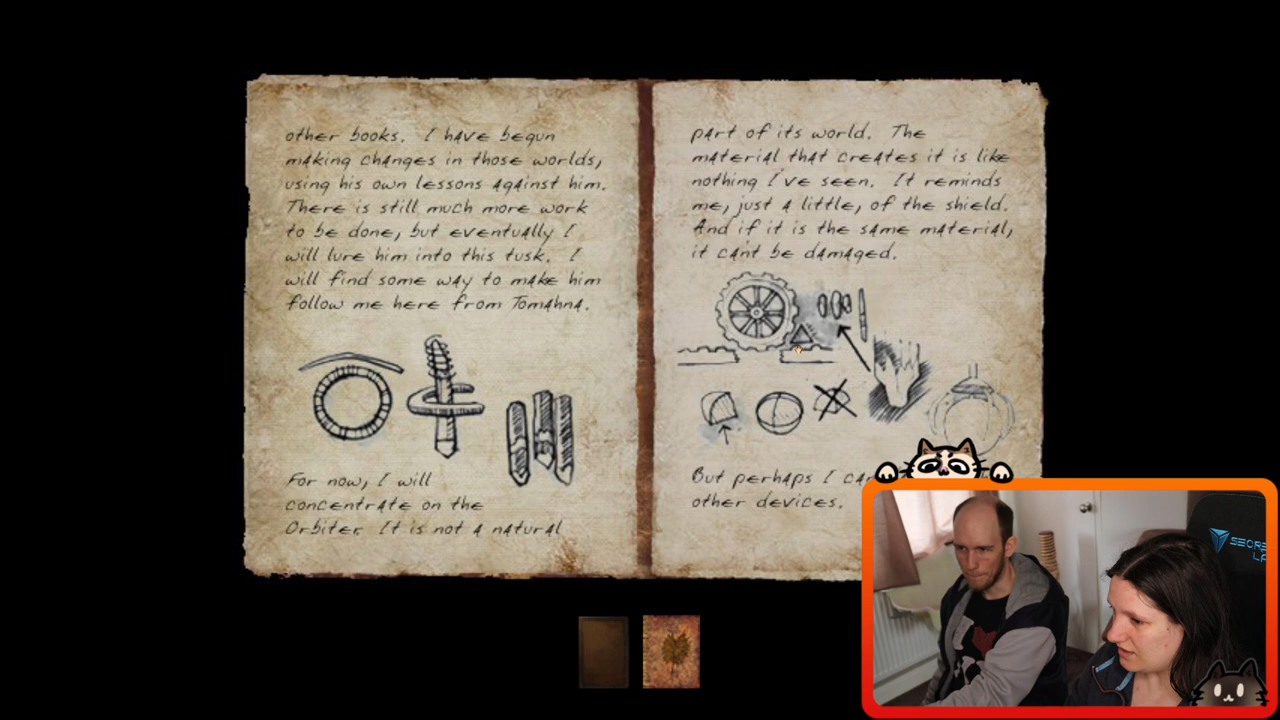 other books. I have begun
making changes in those worlds,
using his own lessons against him.
There is still much more work
to be done, but eventually I
will lure him into this tusk. I
will find some way to make him
follow me here from Tomahna.
For now, I will
concentrate on the
Orbiter. It is not a natural
part of its world. The
material that creates it is like
nothing I've seen. It reminds
me, just a little, of the shield.
And if it is the same material,
it can't be damaged.
But perhaps I
other devices.